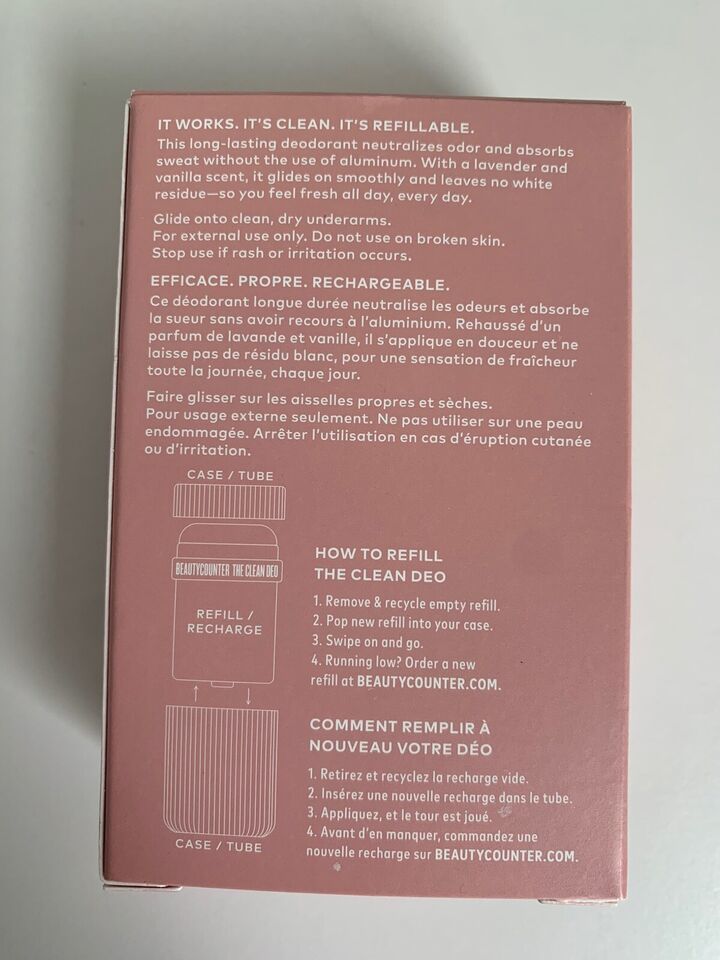 IT WORKS. IT'S CLEAN. IT'S REFILLABLE.
This long-lasting deodorant neutralizes odor and absorbs
sweat without the use of aluminum. With a lavender and
vanilla scent, it glides on smoothly and leaves no white
residue—so you feel fresh all day, every day.
Glide onto clean, dry underarms.
For external use only. Do not use on broken skin.
Stop use if rash or irritation occurs.
EFFICACE. PROPRE. RECHARGEABLE.
Ce déodorant longue durée neutralise les odeurs et absorbe
la sueur sans avoir recours à l'aluminium. Rehaussé d'un
parfum de lavande et vanille, il s'applique en douceur et ne
laisse pas de résidu blanc, pour une sensation de fraîcheur
toute la journée, chaque jour.
Faire glisser sur les aisselles propres et sèches.
Pour usage externe seulement. Ne pas utiliser sur une peau
endommagée. Arrêter l'utilisation en cas d'éruption cutanée
ou d'irritation.
CASE / TUBE
BEAUTYCOUNTER THE CLEAN DEO
REFILL /
RECHARGE
CASE / TUBE
HOW TO REFILL
THE CLEAN DEO
1. Remove & recycle empty refill.
2. Pop new refill into your case.
3. Swipe on and go.
4. Running low? Order a new
refill at BEAUTYCOUNTER.COM.
COMMENT REMPLIR À
NOUVEAU VOTRE DÉO
1. Retirez et recyclez la recharge vide.
2. Insérez une nouvelle recharge dans le tube.
3. Appliquez, et le tour est joué.
4. Avant d'en manquer, commandez une
nouvelle recharge sur BEAUTYCOUNTER.COM.